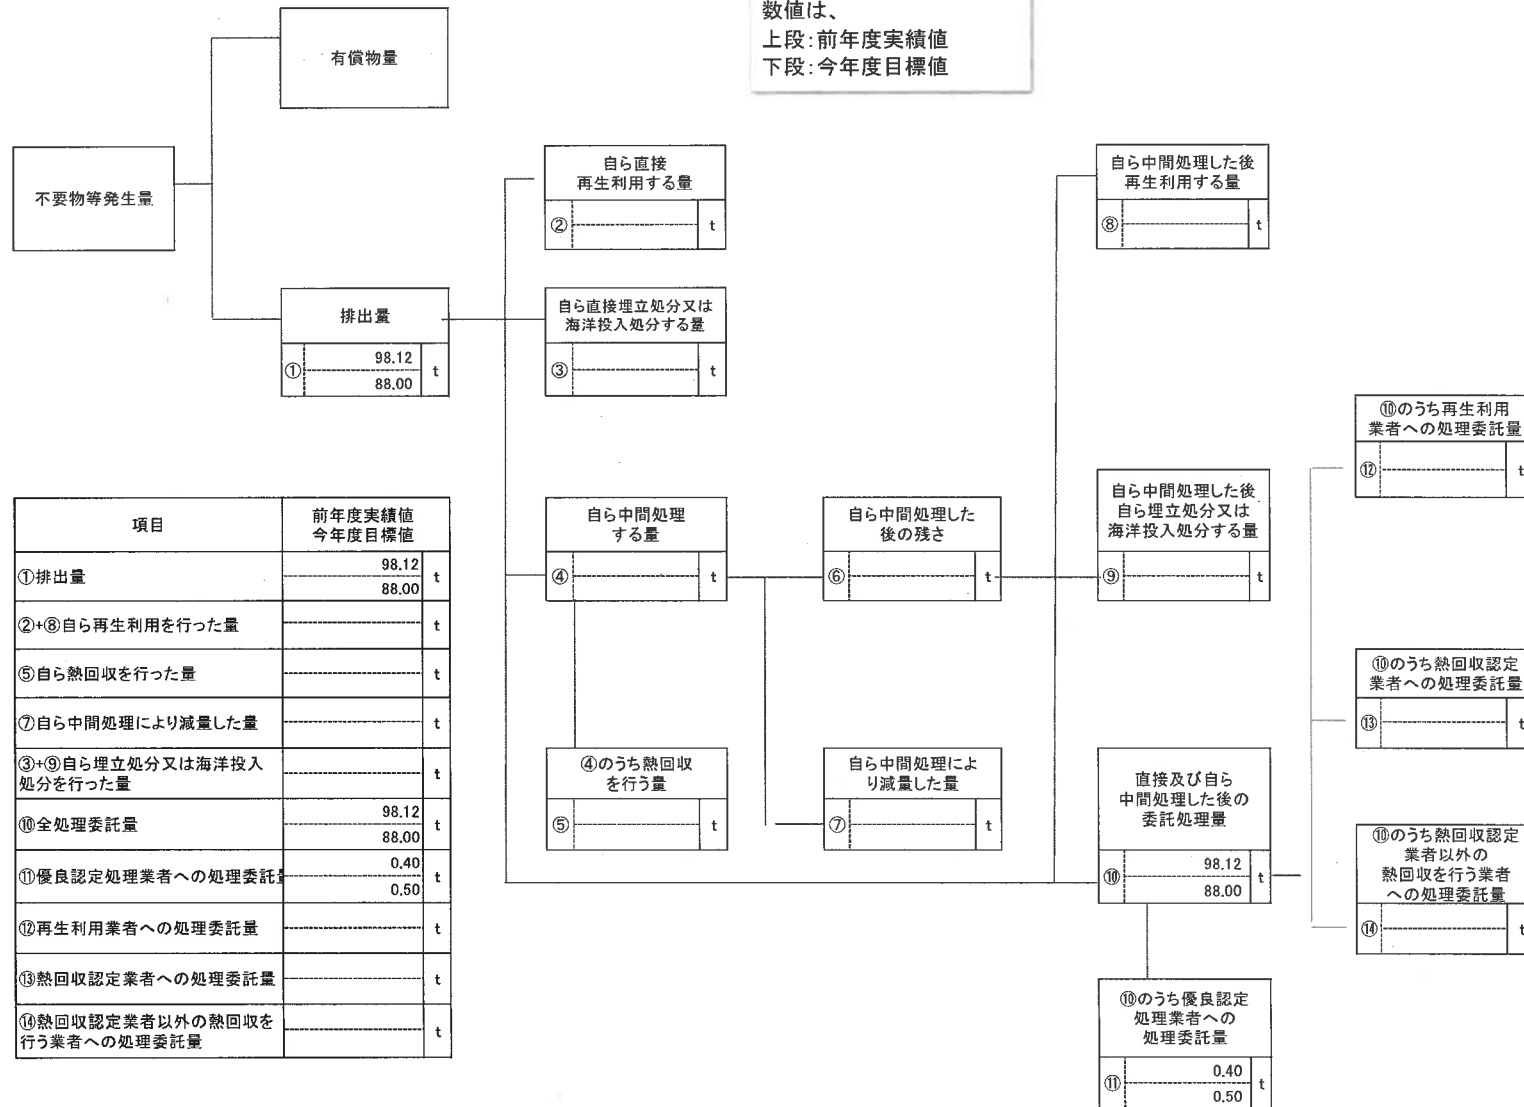 数値は、
上段:前年度実績値
下段:今年度目標値
有償物量
不要物等発生量
排出量
① 98.12 t
88.00
自ら直接
再生利用する量
② t
自ら直接埋立処分又は
海洋投入処分する量
③ t
自ら中間処理
する量
④ t
④のうち熱回収
を行う量
⑤ t
自ら中間処理した
後の残さ
⑥ t
自ら中間処理によ
り減量した量
⑦ t
自ら中間処理した後
再生利用する量
⑧ t
自ら中間処理した後
自ら埋立処分又は
海洋投入処分する量
⑨ t
直接及び自ら
中間処理した後の
委託処理量
⑩ 98.12 t
88.00
⑩のうち優良認定
処理業者への
処理委託量
⑪ 0.40 t
0.50
⑩のうち再生利用
業者への処理委託量
⑫ t
⑩のうち熱回収認定
業者への処理委託量
⑬ t
⑩のうち熱回収認定
業者以外の
熱回収を行う業者
への処理委託量
⑭ t
項目 前年度実績値
今年度目標値
①排出量 98.12 t
88.00
②+⑧自ら再生利用を行った量 t
⑤自ら熱回収を行った量 t
⑦自ら中間処理により減量した量 t
③+⑨自ら埋立処分又は海洋投入
処分を行った量 t
⑩全処理委託量 98.12 t
88.00
⑪優良認定処理業者への処理委託量 0.40 t
0.50
⑫再生利用業者への処理委託量 t
⑬熱回収認定業者への処理委託量 t
⑭熱回収認定業者以外の熱回収を
行う業者への処理委託量 t